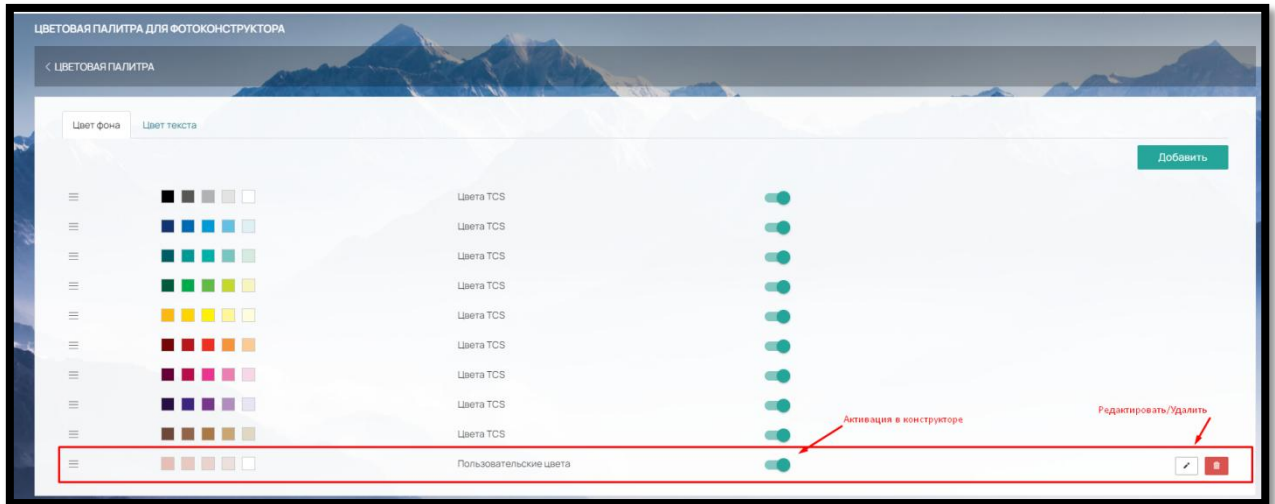 ЦВЕТОВАЯ ПАЛИТРА ДЛЯ ФОТОКОНСТРУКТОРА
< ЦВЕТОВАЯ ПАЛИТРА
Цвет фона Цвет текста
Добавить
Цвета TCS
Цвета TCS
Цвета TCS
Цвета TCS
Цвета TCS
Цвета TCS
Цвета TCS
Цвета TCS
Активация в конструкторе Редактировать/Удалить
Цвета TCS
Пользовательские цвета